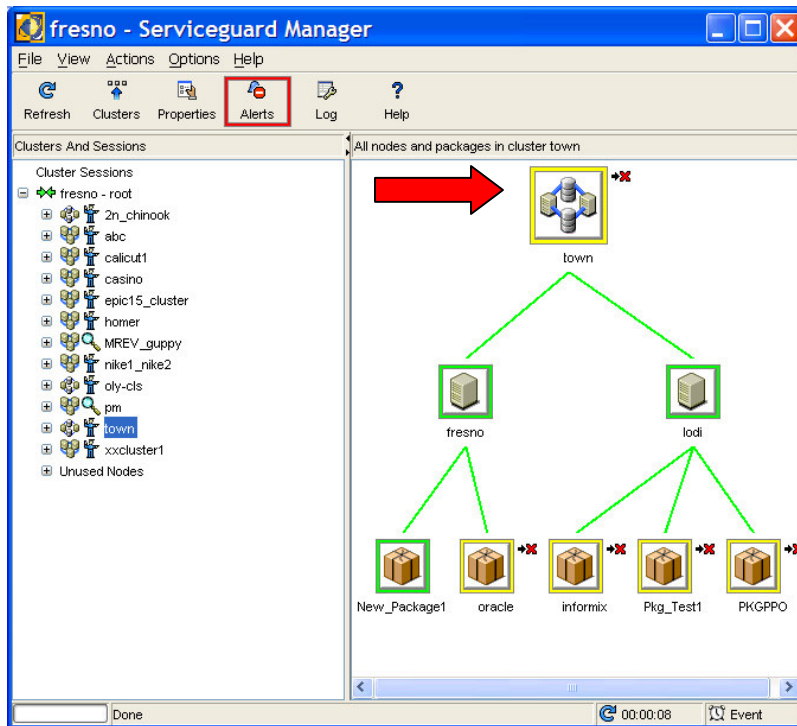 fresno - Serviceguard Manager
File View Actions Options Help
Refresh Clusters Properties Alerts Log Help
Clusters And Sessions
All nodes and packages in cluster town
Cluster Sessions
fresno - root
2n_chinook
abc
calicut1
casino
epic15_cluster
homer
MREV_guppy
nike1_nike2
oly-cls
pm
town
xxcluster1
Unused Nodes
town
fresno lodi
New_Package1 oracle informix Pkg_Test1 PKGPPO
Done 00:00:08 Event